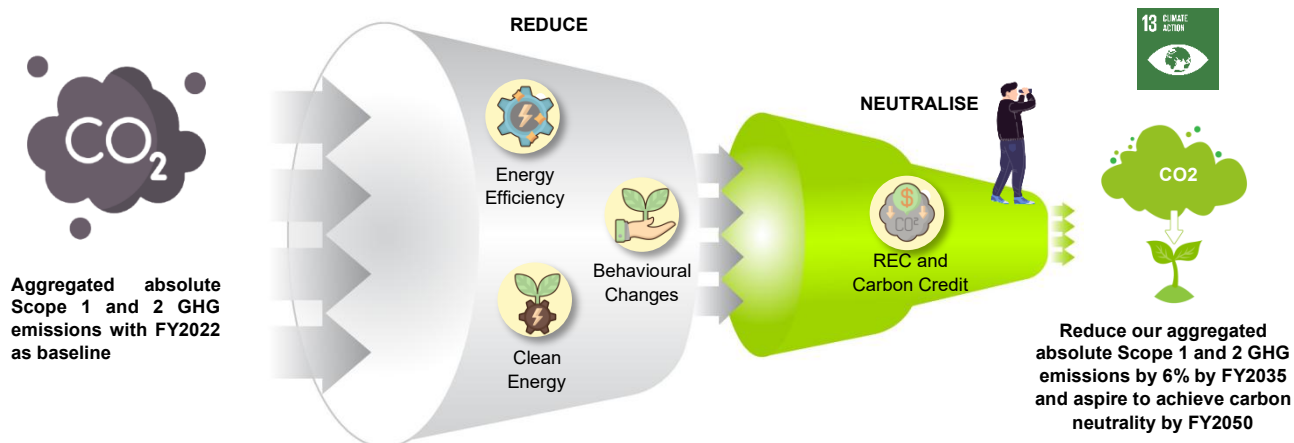 REDUCE
13 CLIMATE
ACTION
NEUTRALISE
CO2
Energy
Efficiency
Behavioural
Changes
Clean
Energy
CO²
$
REC and
Carbon Credit
CO2
Aggregated absolute
Scope 1 and 2 GHG
emissions with FY2022
as baseline
Reduce our aggregated
absolute Scope 1 and 2 GHG
emissions by 6% by FY2035
and aspire to achieve carbon
neutrality by FY2050